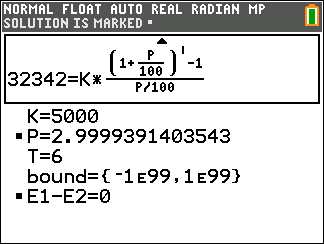 NORMAL FLOAT AUTO REAL RADIAN MP
SOLUTION IS MARKED ▪
32342=K*((1+P/100)^'-1)/(P/100)
K=5000
▪P=2.9999391403543
T=6
bound={-1E99,1E99}
▪E1-E2=0